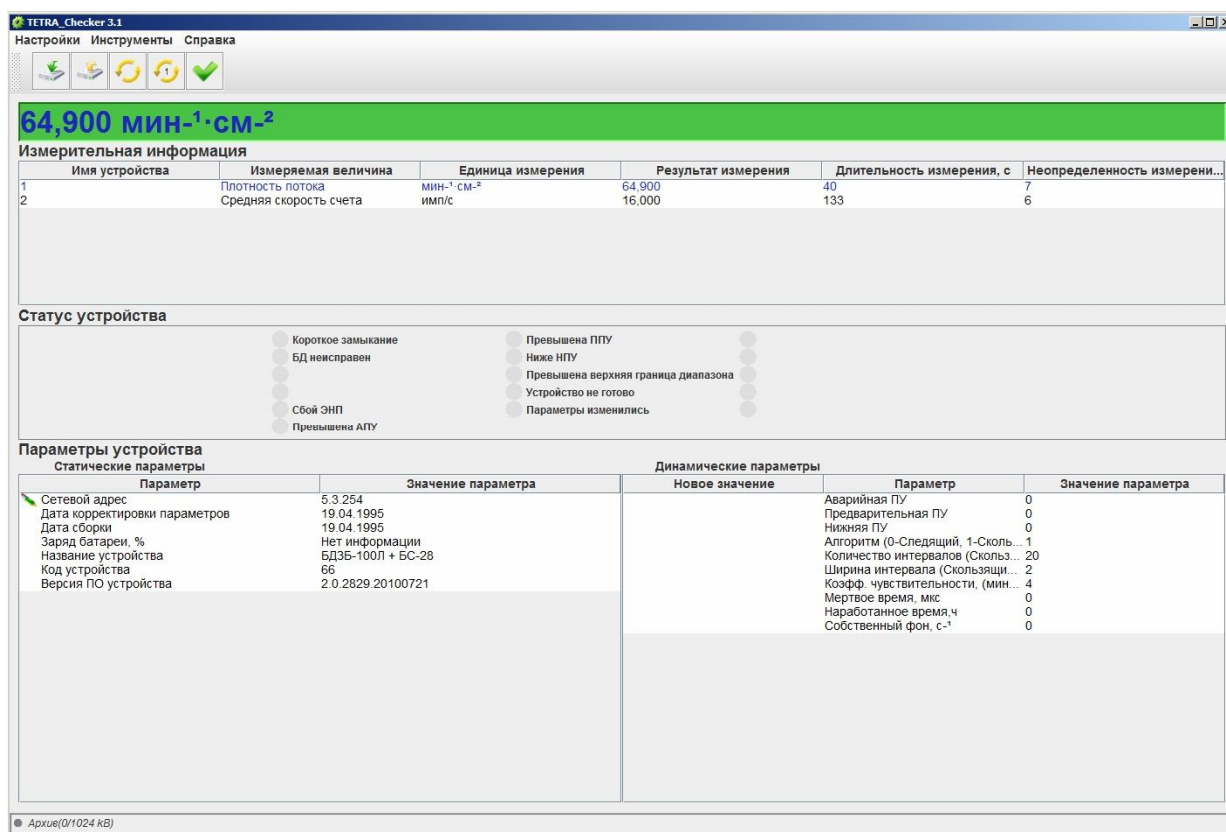 TETRA_Checker 3.1
Настройки Инструменты Справка
1
64,900 мин-¹·см-²
Измерительная информация
Имя устройства Измеряемая величина Единица измерения Результат измерения Длительность измерения, с Неопределенность измерени...
1 Плотность потока мин-¹·см-² 64,900 40 7
2 Средняя скорость счета имп/с 16,000 133 6
Статус устройства
Короткое замыкание Превышена ППУ
БД неисправен Ниже НПУ
Превышена верхняя граница диапазона
Устройство не готово
Сбой ЭНП Параметры изменились
Превышена АПУ
Параметры устройства
Статические параметры Динамические параметры
Параметр Значение параметра Новое значение Параметр Значение параметра
Сетевой адрес 5.3.254 Аварийная ПУ 0
Дата корректировки параметров 19.04.1995 Предварительная ПУ 0
Дата сборки 19.04.1995 Нижняя ПУ 0
Заряд батареи, % Нет информации Алгоритм (0-Следящий, 1-Сколь... 1
Название устройства БДЗБ-100Л + БС-28 Количество интервалов (Скольз... 20
Код устройства 66 Ширина интервала (Скользящи... 2
Версия ПО устройства 2.0.2829.20100721 Коэфф. чувствительности, (мин... 4
Мертвое время, мкс 0
Наработанное время,ч 0
Собственный фон, с-¹ 0
Архив(0/1024 kB)